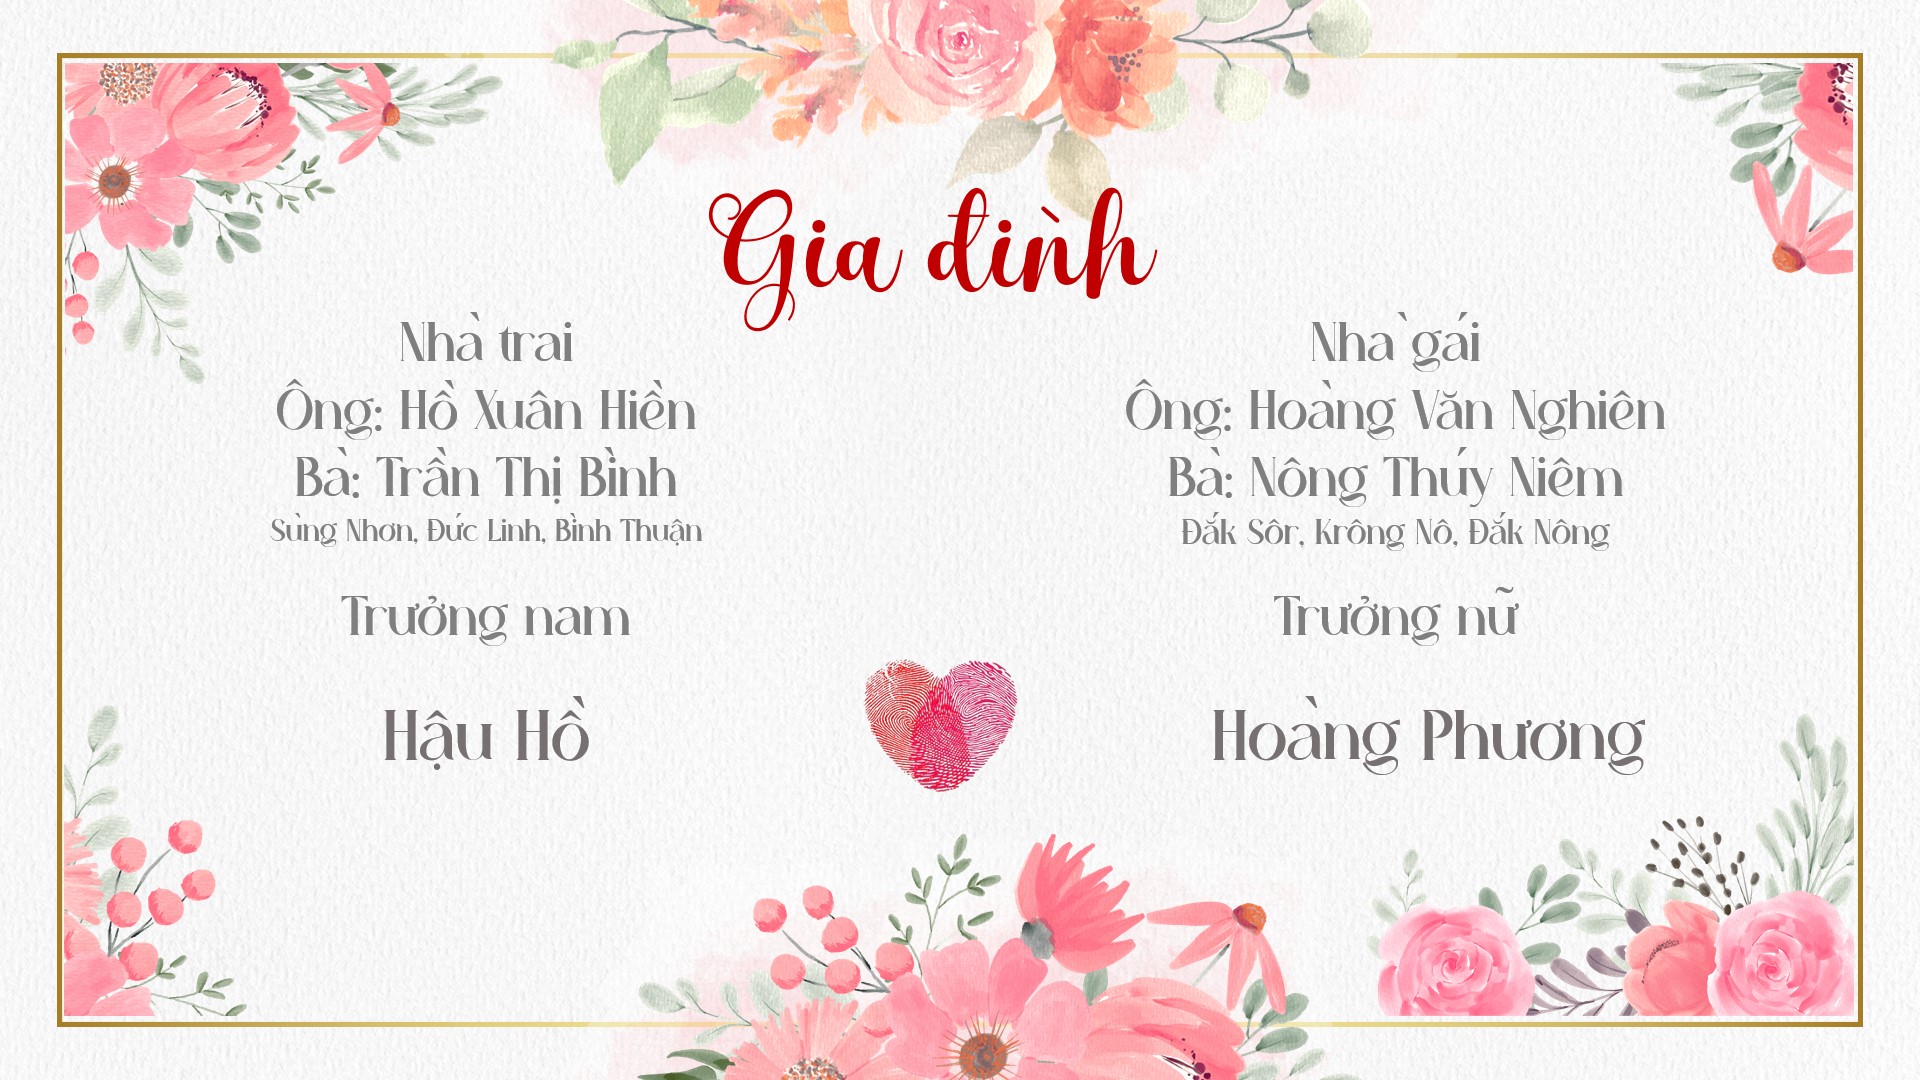 Gia đình
Nhà trai
Ông: Hồ Xuân Hiền
Bà: Trần Thị Bình
Sùng Nhơn, Đức Linh, Bình Thuận
Trưởng nam
Hậu Hồ
Nhà gái
Ông: Hoàng Văn Nghiên
Bà: Nông Thúy Niêm
Đắk Sôr, Krông Nô, Đắk Nông
Trưởng nữ
Hoàng Phương